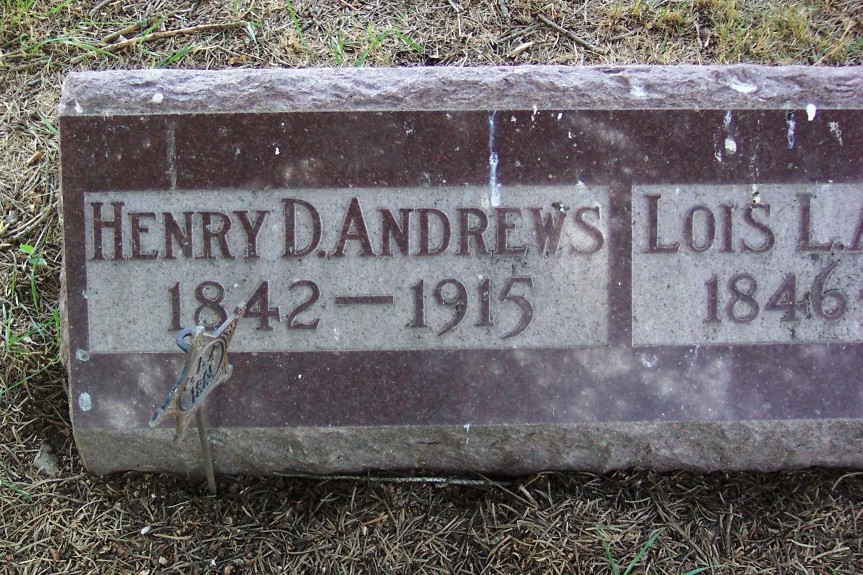 HENRY D. ANDREWS
1842 — 1915
LOIS L. A
1846